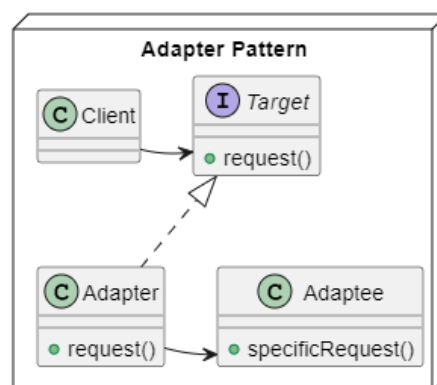 Adapter Pattern
C Client
I Target
request()
C Adapter
request()
C Adaptee
specificRequest()